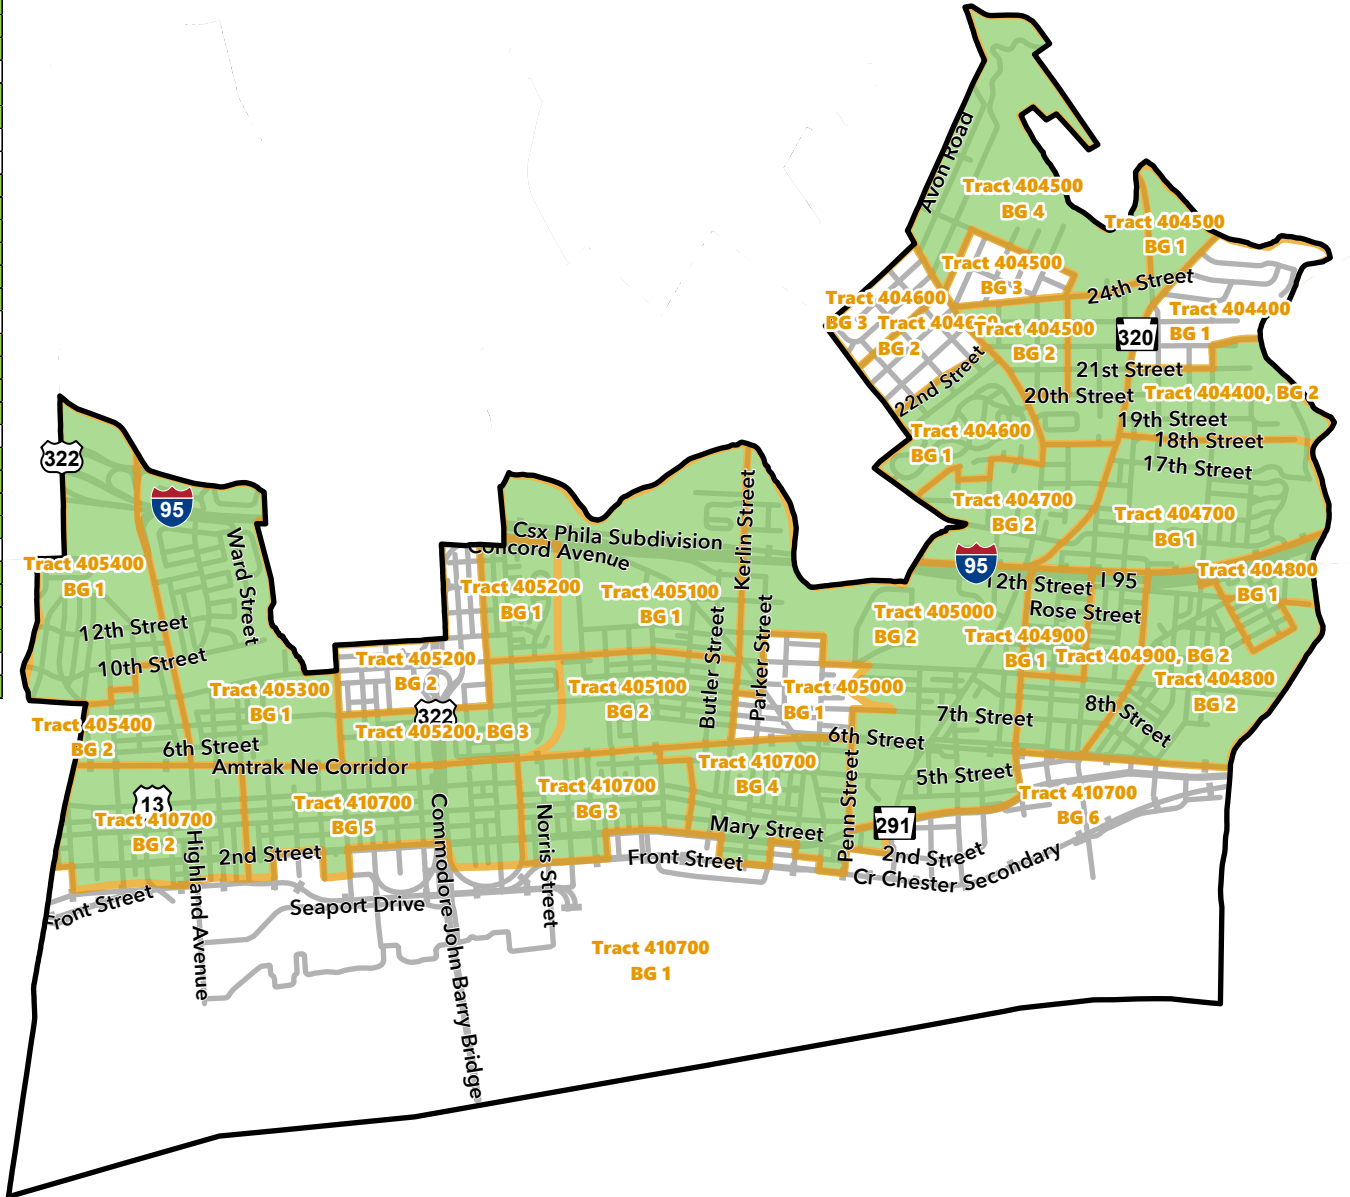 Avon Road
Tract 404500
BG 4
Tract 404500
BG 1
Tract 404500
BG 3
24th Street
Tract 404600
BG 3
Tract 404600
BG 2
Tract 404500
BG 2
Tract 404400
BG 1
320
22nd Street
21st Street
20th Street
Tract 404400, BG 2
19th Street
18th Street
17th Street
Tract 404600
BG 1
322
95
Tract 404700
BG 2
Tract 404700
BG 1
Kerlin Street
Csx Phila Subdivision
Concord Avenue
Ward Street
95
12th Street
I 95
Tract 404800
BG 1
Tract 405400
BG 1
Tract 405200
BG 1
Tract 405100
BG 1
Rose Street
Tract 405000
BG 2
12th Street
10th Street
Tract 404900
BG 1
Tract 404900, BG 2
Tract 405200
BG 2
Butler Street
Parker Street
Tract 405300
BG 1
Tract 405100
BG 2
Tract 405000
BG 1
Tract 404800
BG 2
322
Tract 405400
BG 2
Tract 405200, BG 3
7th Street
8th Street
6th Street
6th Street
Amtrak Ne Corridor
Tract 410700
BG 4
5th Street
13
Tract 410700
BG 2
Tract 410700
BG 5
Tract 410700
BG 3
Tract 410700
BG 6
Penn Street
291
Mary Street
Highland Avenue
2nd Street
Commodore John Barry Bridge
Norris Street
Front Street
2nd Street
Cr Chester Secondary
Front Street
Seaport Drive
Tract 410700
BG 1